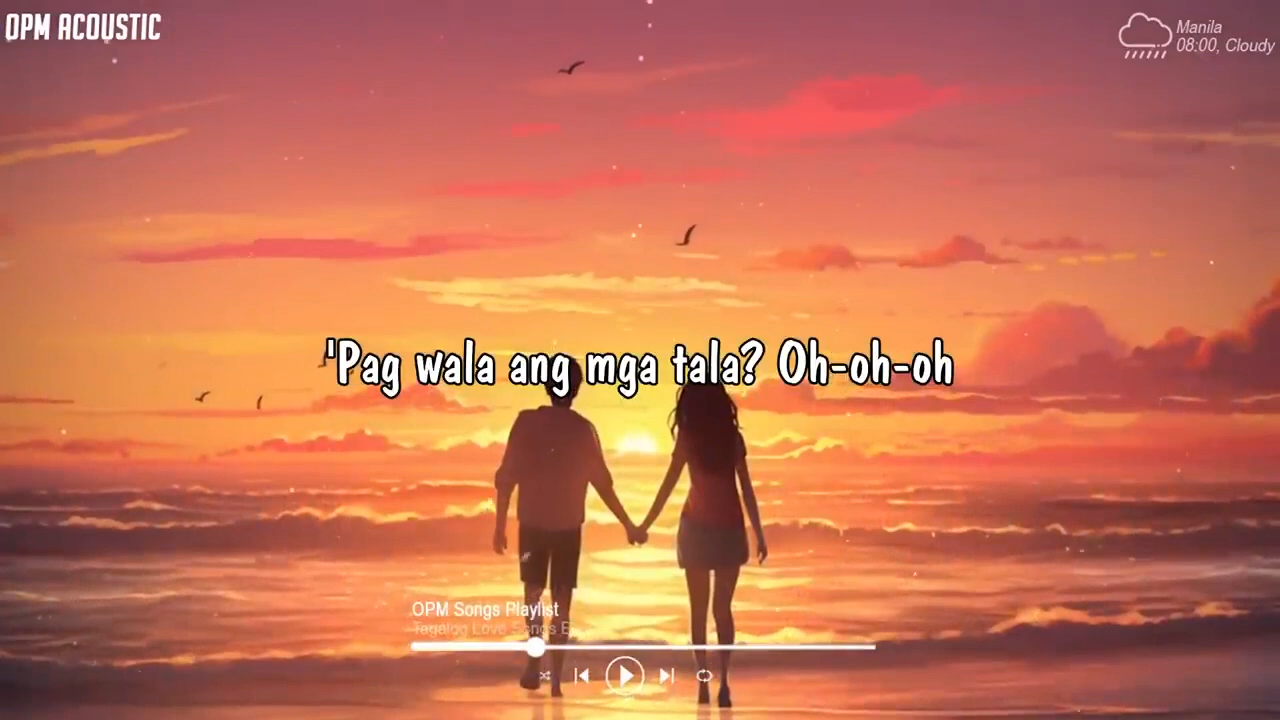 OPM ACOUSTIC
Manila
08:00, Cloudy
'Pag wala ang mga tala? Oh-oh-oh
OPM Songs Playlist
Tagalog Love Songs